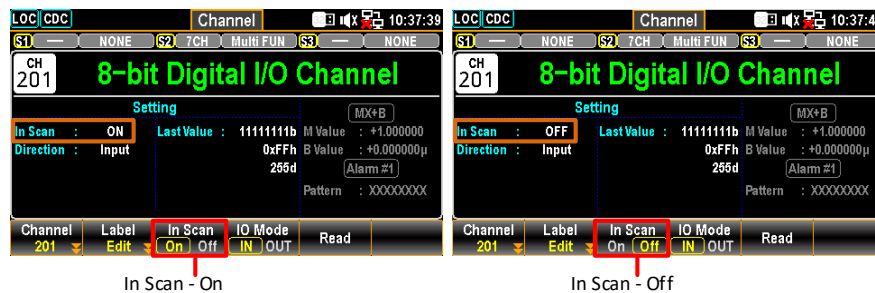 LOC CDC Channel 10:37:39
S1 — NONE S2 7CH Multi FUN S3 — NONE
CH
201
8-bit Digital I/O Channel
Setting
MX+B
In Scan : ON Last Value : 11111111b M Value : +1.000000
Direction : Input 0xFFh B Value : +0.000000µ
255d Alarm #1
Pattern : XXXXXXXX
Channel Label In Scan IO Mode
201 Edit On Off IN OUT Read
In Scan - On
LOC CDC Channel 10:37:4
S1 — NONE S2 7CH Multi FUN S3 — NONE
CH
201
8-bit Digital I/O Channel
Setting
MX+B
In Scan : OFF Last Value : 11111111b M Value : +1.000000
Direction : Input 0xFFh B Value : +0.000000µ
255d Alarm #1
Pattern : XXXXXXXX
Channel Label In Scan IO Mode
201 Edit On Off IN OUT Read
In Scan - Off